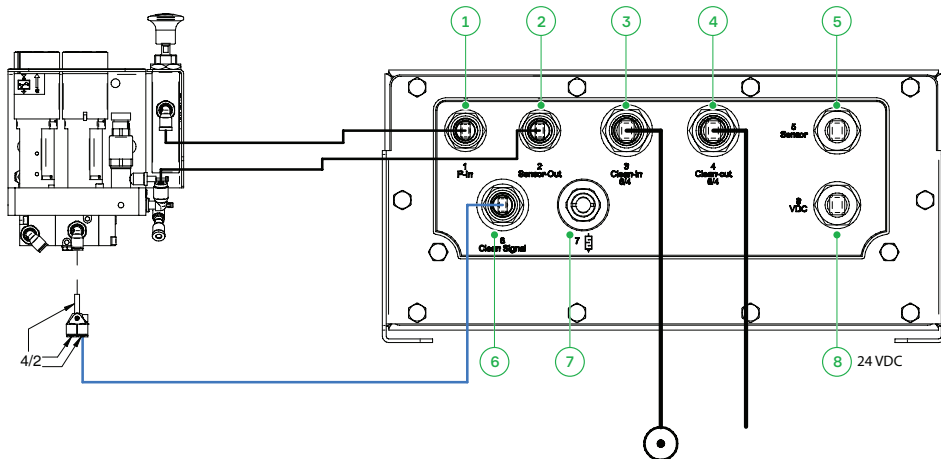 1
2
3
4
5
1
P-In
2
Sensor-Out
3
Clean-In
6/4
4
Clean-out
6/4
5
Sensor
8
VDC
6
Clean Signal
7
4/2
6
7
8 24 VDC